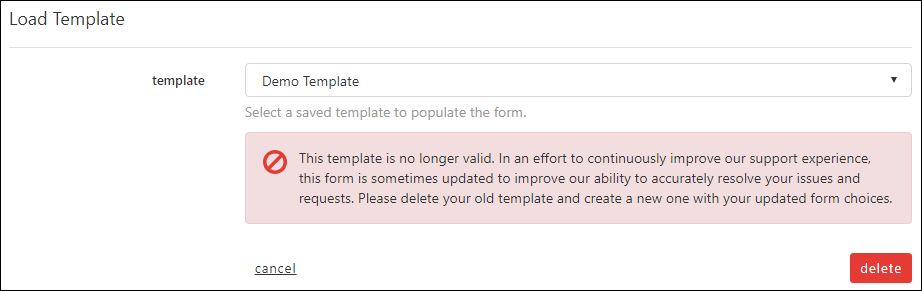 Load Template
template
Demo Template
Select a saved template to populate the form.
This template is no longer valid. In an effort to continuously improve our support experience,
this form is sometimes updated to improve our ability to accurately resolve your issues and
requests. Please delete your old template and create a new one with your updated form choices.
cancel
delete